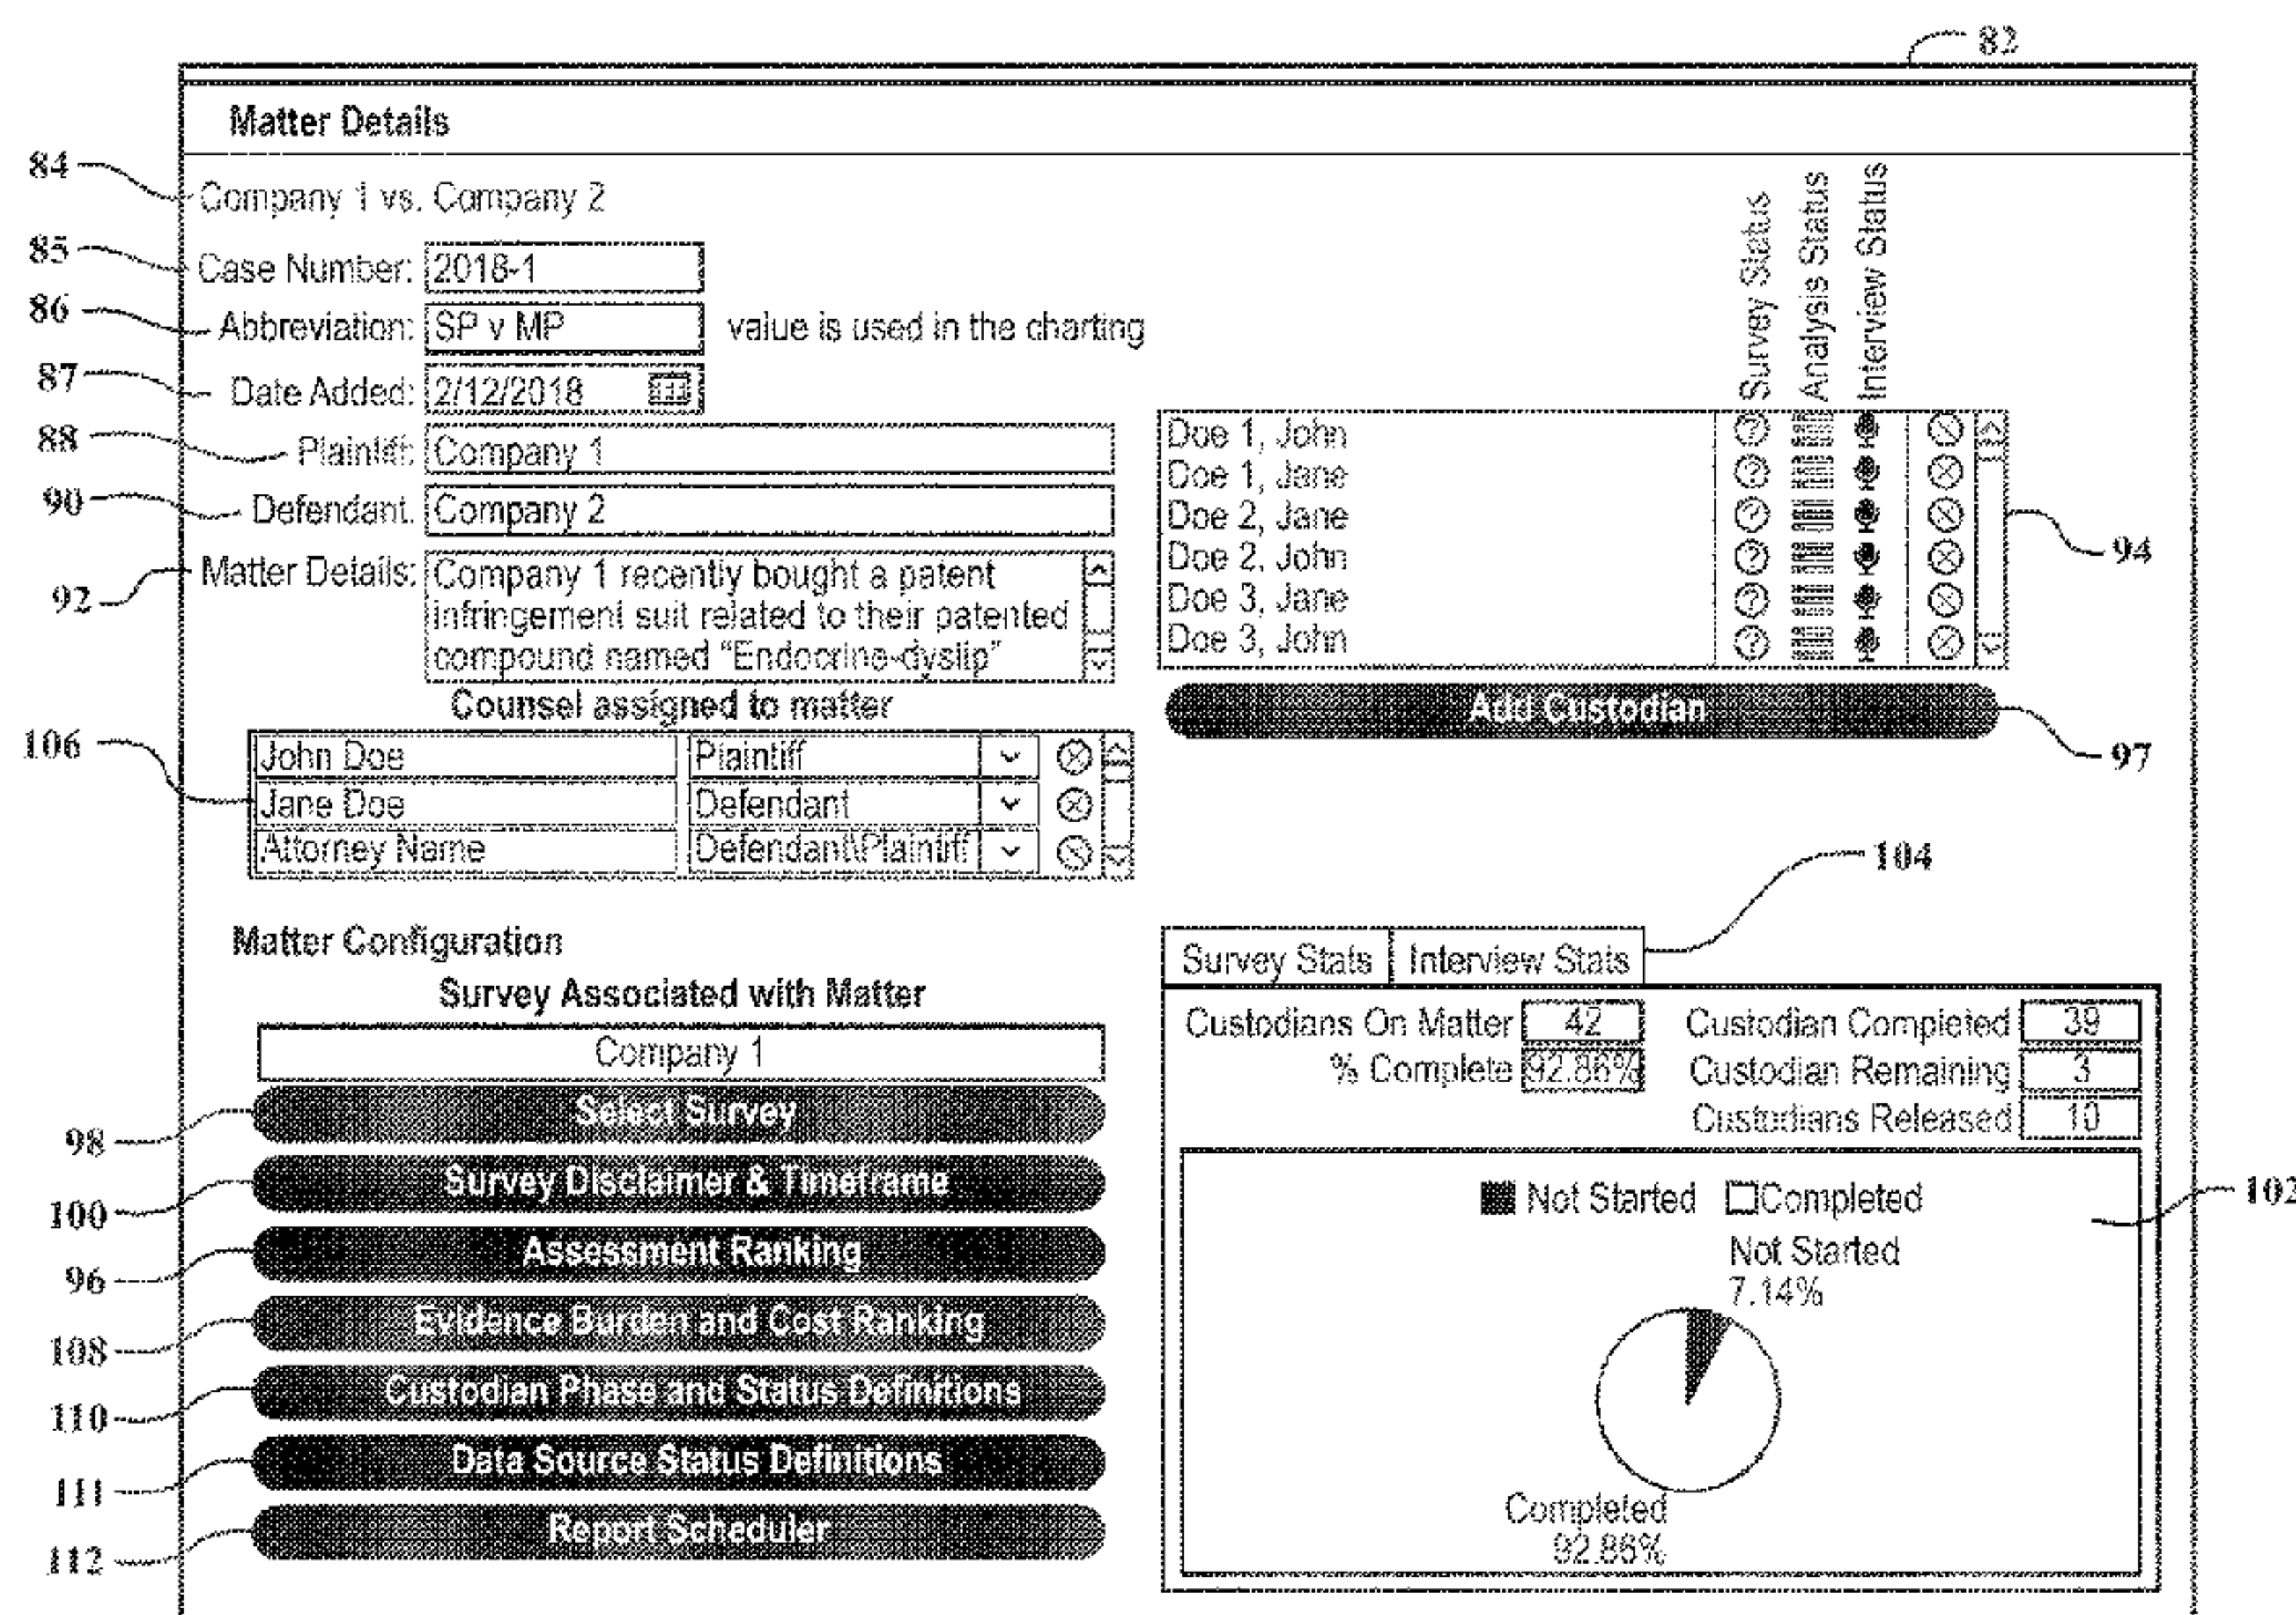 82
Matter Details
84
Company 1 vs. Company 2
85 Case Number: 2018-1
86 Abbreviation: SP v MP value is used in the charting
87 Date Added: 2/12/2018
88 Plaintiff: Company 1
90 Defendant. Company 2
92 Matter Details: Company 1 recently bought a patent
infringement suit related to their patented
compound named "Endocrine-dyslip"
Survey Status
Analysis Status
Interview Status
Doe 1, John
Doe 1, Jane
Doe 2, Jane
Doe 2, John
Doe 3, Jane
Doe 3, John
94
Add Custodian
97
Counsel assigned to matter
106
John Doe Plaintiff
Jane Doe Defendant
Attorney Name Defendant\Plaintiff
104
Matter Configuration
Survey Associated with Matter
Company 1
98 Select Survey
100 Survey Disclaimer & Timeframe
96 Assessment Ranking
108 Evidence Burden and Cost Ranking
110 Custodian Phase and Status Definitions
111 Data Source Status Definitions
112 Report Scheduler
Survey Stats Interview Stats
Custodians On Matter 42 Custodian Completed 39
% Complete 92.86% Custodian Remaining 3
Custodians Released 10
Not Started Completed
102
Not Started
7.14%
Completed
92.86%